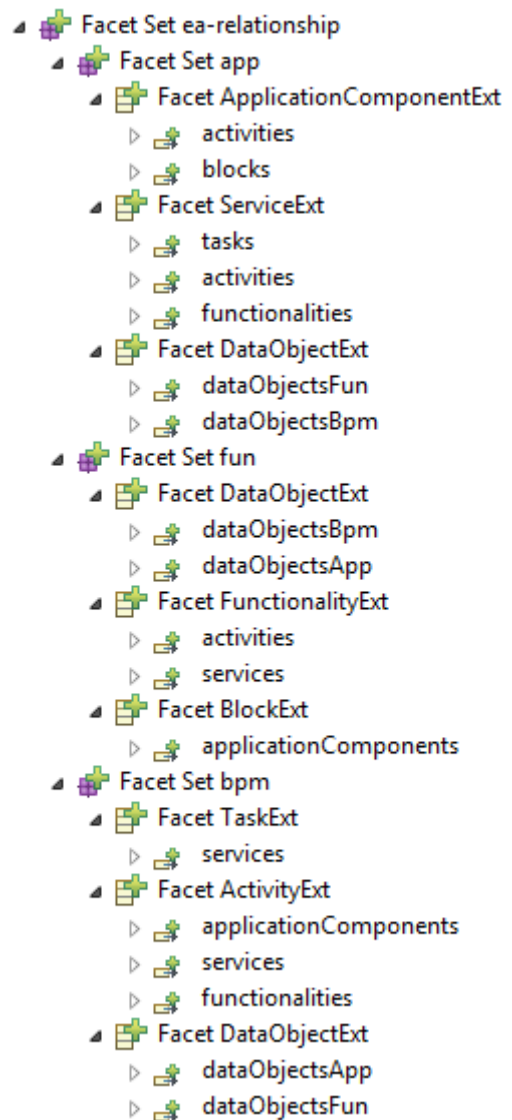 Facet Set ea-relationship
Facet Set app
Facet ApplicationComponentExt
activities
blocks
Facet ServiceExt
tasks
activities
functionalities
Facet DataObjectExt
dataObjectsFun
dataObjectsBpm
Facet Set fun
Facet DataObjectExt
dataObjectsBpm
dataObjectsApp
Facet FunctionalityExt
activities
services
Facet BlockExt
applicationComponents
Facet Set bpm
Facet TaskExt
services
Facet ActivityExt
applicationComponents
services
functionalities
Facet DataObjectExt
dataObjectsApp
dataObjectsFun